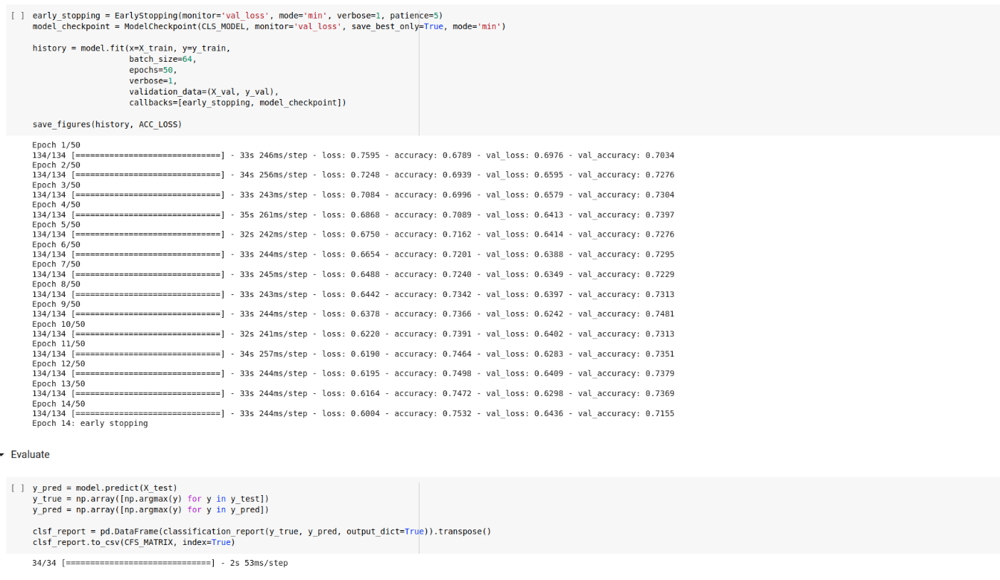 [ ] early_stopping = EarlyStopping(monitor='val_loss', mode='min', verbose=1, patience=5)
model_checkpoint = ModelCheckpoint(CLS_MODEL, monitor='val_loss', save_best_only=True, mode='min')
history = model.fit(x=X_train, y=y_train,
batch_size=64,
epochs=50,
verbose=1,
validation_data=(X_val, y_val),
callbacks=[early_stopping, model_checkpoint])
save_figures(history, ACC_LOSS)
Epoch 1/50
134/134 [==============================] - 33s 246ms/step - loss: 0.7595 - accuracy: 0.6789 - val_loss: 0.6976 - val_accuracy: 0.7034
Epoch 2/50
134/134 [==============================] - 34s 256ms/step - loss: 0.7248 - accuracy: 0.6939 - val_loss: 0.6595 - val_accuracy: 0.7276
Epoch 3/50
134/134 [==============================] - 33s 243ms/step - loss: 0.7084 - accuracy: 0.6996 - val_loss: 0.6579 - val_accuracy: 0.7304
Epoch 4/50
134/134 [==============================] - 35s 261ms/step - loss: 0.6868 - accuracy: 0.7089 - val_loss: 0.6413 - val_accuracy: 0.7397
Epoch 5/50
134/134 [==============================] - 32s 242ms/step - loss: 0.6750 - accuracy: 0.7162 - val_loss: 0.6414 - val_accuracy: 0.7276
Epoch 6/50
134/134 [==============================] - 33s 244ms/step - loss: 0.6654 - accuracy: 0.7201 - val_loss: 0.6388 - val_accuracy: 0.7295
Epoch 7/50
134/134 [==============================] - 33s 245ms/step - loss: 0.6488 - accuracy: 0.7240 - val_loss: 0.6349 - val_accuracy: 0.7229
Epoch 8/50
134/134 [==============================] - 33s 243ms/step - loss: 0.6442 - accuracy: 0.7342 - val_loss: 0.6397 - val_accuracy: 0.7313
Epoch 9/50
134/134 [==============================] - 33s 244ms/step - loss: 0.6378 - accuracy: 0.7366 - val_loss: 0.6242 - val_accuracy: 0.7481
Epoch 10/50
134/134 [==============================] - 32s 241ms/step - loss: 0.6220 - accuracy: 0.7391 - val_loss: 0.6402 - val_accuracy: 0.7313
Epoch 11/50
134/134 [==============================] - 34s 257ms/step - loss: 0.6190 - accuracy: 0.7464 - val_loss: 0.6283 - val_accuracy: 0.7351
Epoch 12/50
134/134 [==============================] - 33s 244ms/step - loss: 0.6195 - accuracy: 0.7498 - val_loss: 0.6409 - val_accuracy: 0.7379
Epoch 13/50
134/134 [==============================] - 33s 244ms/step - loss: 0.6164 - accuracy: 0.7472 - val_loss: 0.6298 - val_accuracy: 0.7369
Epoch 14/50
134/134 [==============================] - 33s 244ms/step - loss: 0.6004 - accuracy: 0.7532 - val_loss: 0.6436 - val_accuracy: 0.7155
Epoch 14: early stopping
Evaluate
[ ] y_pred = model.predict(X_test)
y_true = np.array([np.argmax(y) for y in y_test])
y_pred = np.array([np.argmax(y) for y in y_pred])
clsf_report = pd.DataFrame(classification_report(y_true, y_pred, output_dict=True)).transpose()
clsf_report.to_csv(CFS_MATRIX, index=True)
34/34 [==============================] - 2s 53ms/step